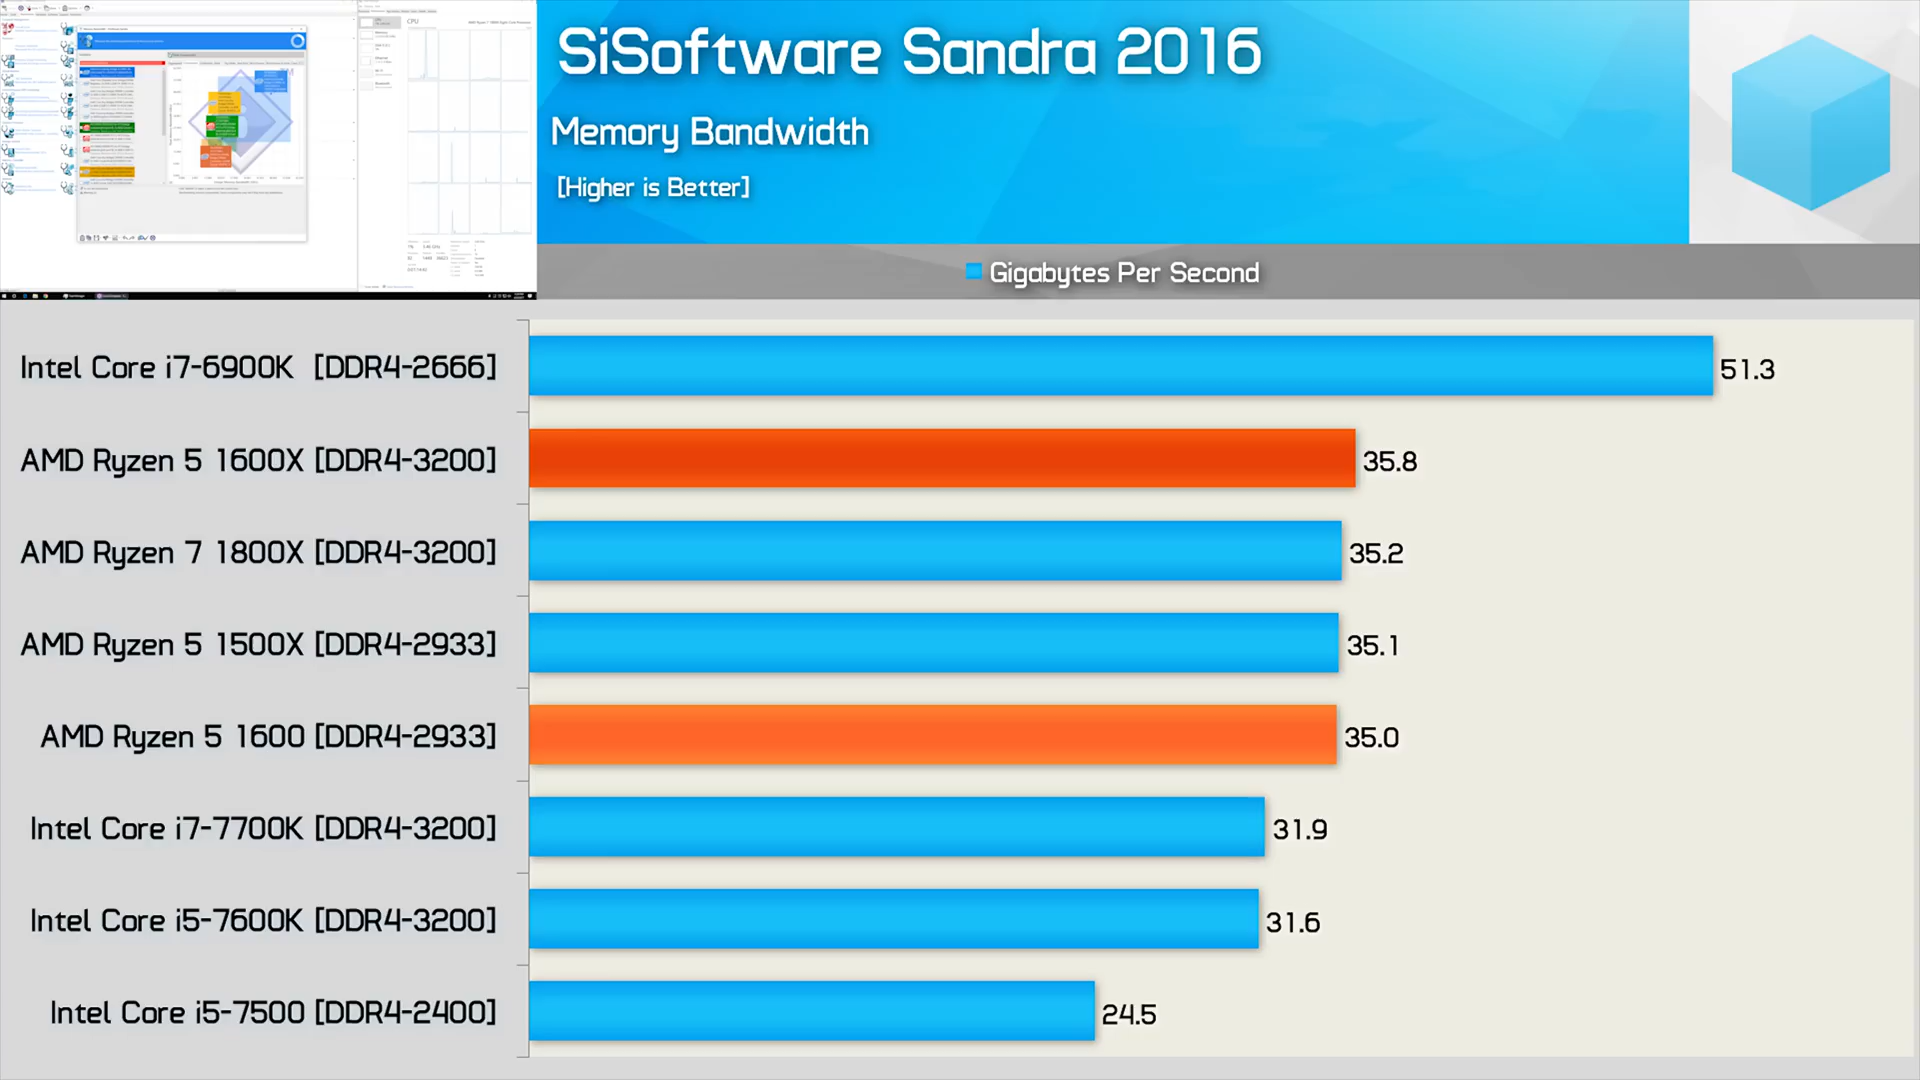 SiSoftware Sandra 2016
Memory Bandwidth
[Higher is Better]
Gigabytes Per Second
Intel Core i7-6900K [DDR4-2666] 51.3
AMD Ryzen 5 1600X [DDR4-3200] 35.8
AMD Ryzen 7 1800X [DDR4-3200] 35.2
AMD Ryzen 5 1500X [DDR4-2933] 35.1
AMD Ryzen 5 1600 [DDR4-2933] 35.0
Intel Core i7-7700K [DDR4-3200] 31.9
Intel Core i5-7600K [DDR4-3200] 31.6
Intel Core i5-7500 [DDR4-2400] 24.5
CPU